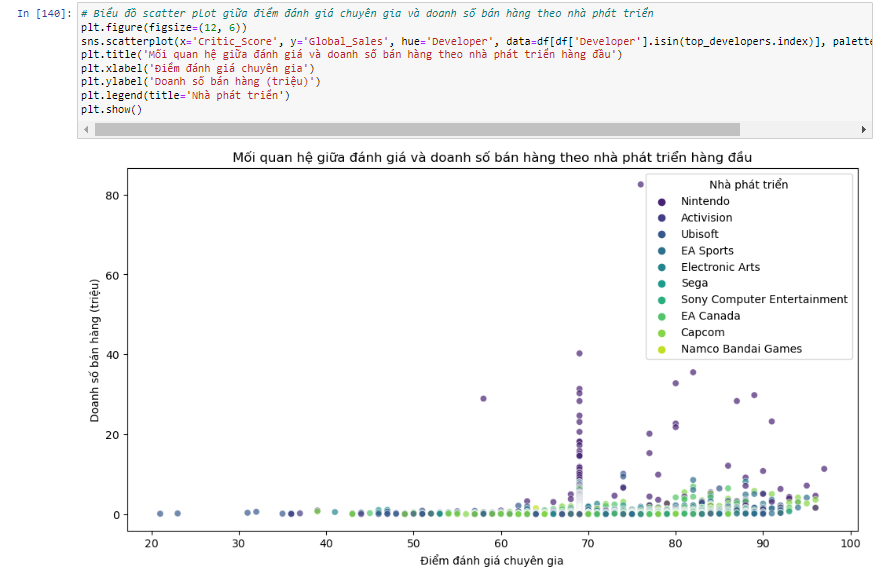 In [140]:
# Biểu đồ scatter plot giữa điểm đánh giá chuyên gia và doanh số bán hàng theo nhà phát triển
plt.figure(figsize=(12, 6))
sns.scatterplot(x='Critic_Score', y='Global_Sales', hue='Developer', data=df[df['Developer'].isin(top_developers.index)], palette
plt.title('Mối quan hệ giữa đánh giá và doanh số bán hàng theo nhà phát triển hàng đầu')
plt.xlabel('Điểm đánh giá chuyên gia')
plt.ylabel('Doanh số bán hàng (triệu)')
plt.legend(title='Nhà phát triển')
plt.show()
Mối quan hệ giữa đánh giá và doanh số bán hàng theo nhà phát triển hàng đầu
Nhà phát triển
Nintendo
Activision
Ubisoft
EA Sports
Electronic Arts
Sega
Sony Computer Entertainment
EA Canada
Capcom
Namco Bandai Games
Doanh số bán hàng (triệu)
80
60
40
20
0
20 30 40 50 60 70 80 90 100
Điểm đánh giá chuyên gia